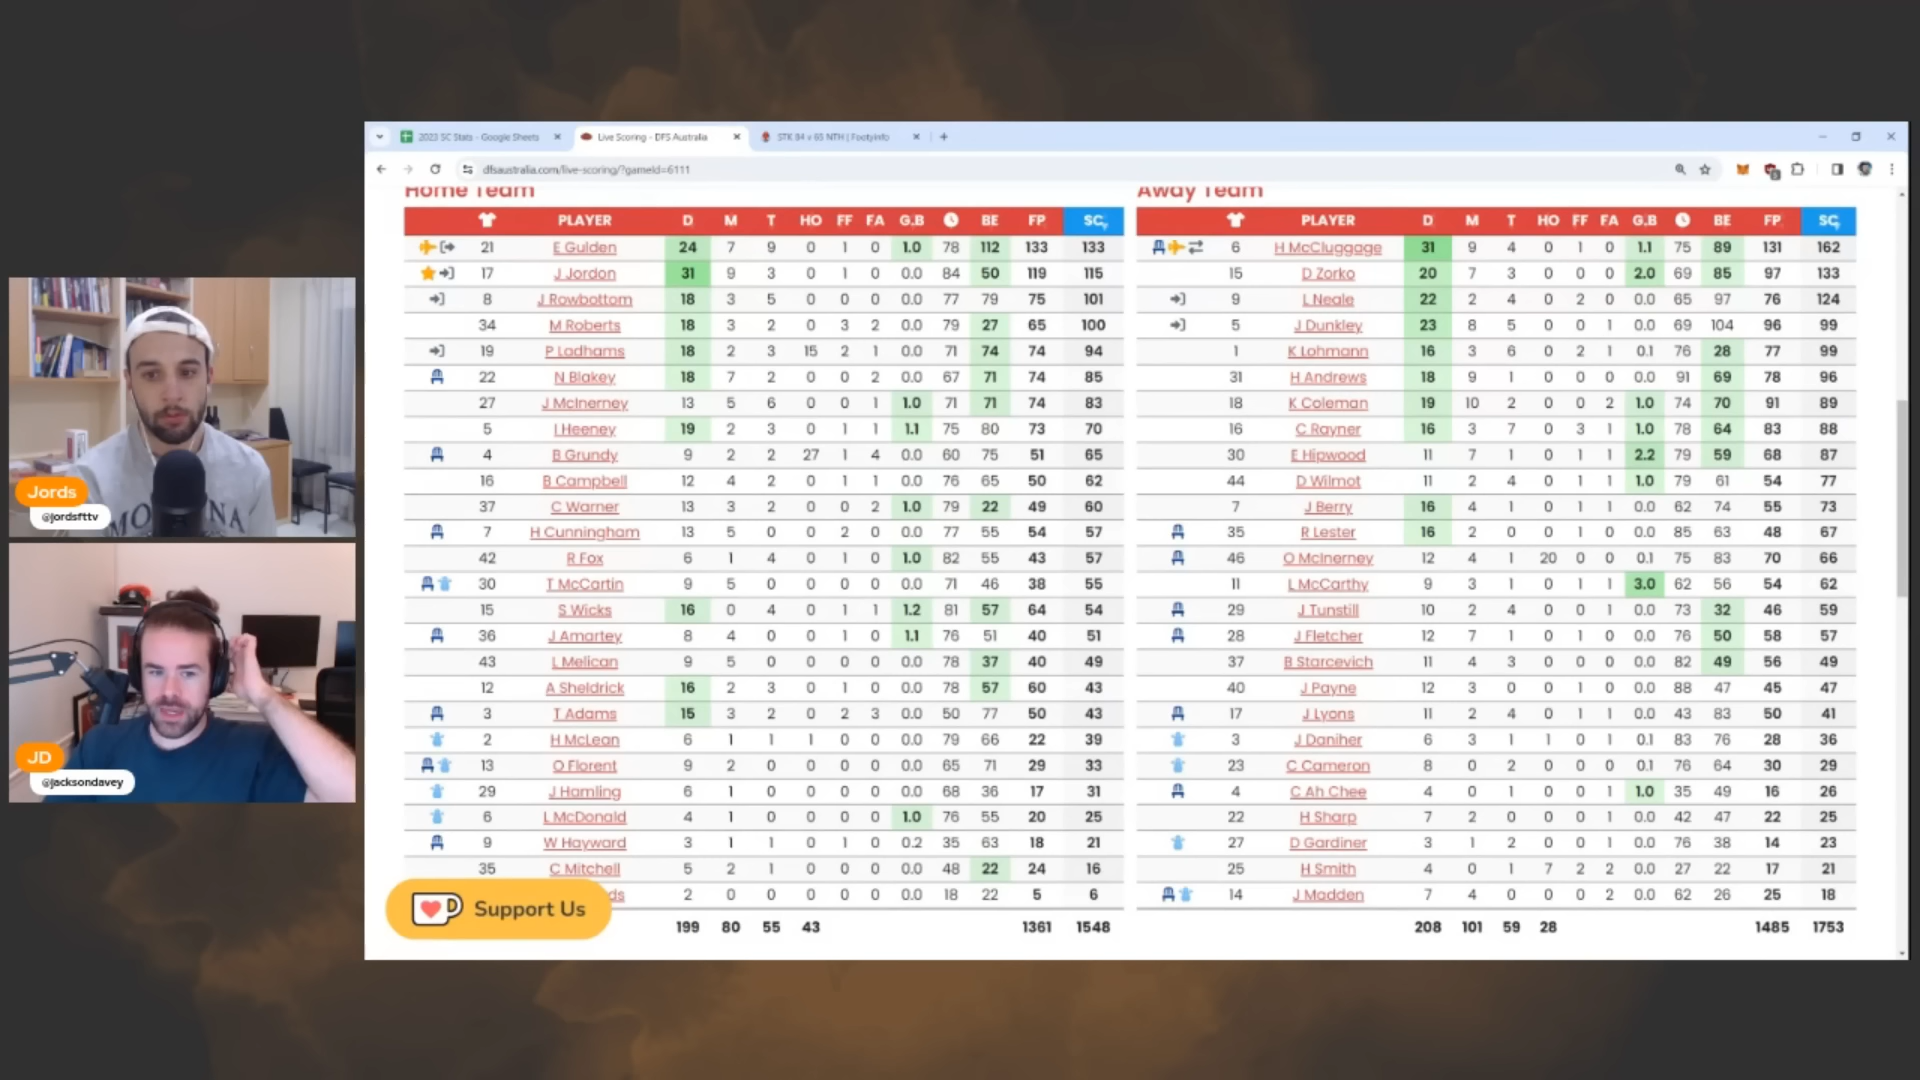 2023 SC Stats - Google Sheets
Live Scoring - DFS Australia
STK 84 v 65 NTH | FootyInfo
dfsaustralia.com/live-scoring/?gameId=6111
Home Team
Away Team
PLAYER D M T HO FF FA G.B BE FP SC
21 E Gulden 24 7 9 0 1 0 1.0 78 112 133 133
17 J Jordon 31 9 3 0 1 0 0.0 84 50 119 115
8 J Rowbottom 18 3 5 0 0 0 0.0 77 79 75 101
34 M Roberts 18 3 2 0 3 2 0.0 79 27 65 100
19 P Ladhams 18 2 3 15 2 1 0.0 71 74 74 94
22 N Blakey 18 7 2 0 0 2 0.0 67 71 74 85
27 J McInerney 13 5 6 0 0 1 1.0 71 71 74 83
5 I Heeney 19 2 3 0 1 1 1.1 75 80 73 70
4 B Grundy 9 2 2 27 1 4 0.0 60 75 51 65
16 B Campbell 12 4 2 0 1 1 0.0 76 65 50 62
37 C Warner 13 3 2 0 0 2 1.0 79 22 49 60
7 H Cunningham 13 5 0 0 2 0 0.0 77 55 54 57
42 R Fox 6 1 4 0 1 0 1.0 82 55 43 57
30 T McCartin 9 5 0 0 0 0 0.0 71 46 38 55
15 S Wicks 16 0 4 0 1 1 1.2 81 57 64 54
36 J Amartey 8 4 0 0 1 0 1.1 76 51 40 51
43 L Melican 9 5 0 0 0 0 0.0 78 37 40 49
12 A Sheldrick 16 2 3 0 1 0 0.0 78 57 60 43
3 T Adams 15 3 2 0 2 3 0.0 50 77 50 43
2 H McLean 6 1 1 1 0 0 0.0 79 66 22 39
13 O Florent 9 2 0 0 0 0 0.0 65 71 29 33
29 J Hamling 6 1 0 0 0 0 0.0 68 36 17 31
6 L McDonald 4 1 0 0 0 0 1.0 76 55 20 25
9 W Hayward 3 1 1 0 1 0 0.2 35 63 18 21
35 C Mitchell 5 2 1 0 0 0 0.0 48 22 24 16
ds 2 0 0 0 0 0 0.0 18 22 5 6
199 80 55 43 1361 1548
PLAYER D M T HO FF FA G.B BE FP SC
6 H McCluggage 31 9 4 0 1 0 1.1 75 89 131 162
15 D Zorko 20 7 3 0 0 0 2.0 69 85 97 133
9 L Neale 22 2 4 0 2 0 0.0 65 97 76 124
5 J Dunkley 23 8 5 0 0 1 0.0 69 104 96 99
1 K Lohmann 16 3 6 0 2 1 0.1 76 28 77 99
31 H Andrews 18 9 1 0 0 0 0.0 91 69 78 96
18 K Coleman 19 10 2 0 0 2 1.0 74 70 91 89
16 C Rayner 16 3 7 0 3 1 1.0 78 64 83 88
30 E Hipwood 11 7 1 0 1 1 2.2 79 59 68 87
44 D Wilmot 11 2 4 0 1 1 1.0 79 61 54 77
7 J Berry 16 4 1 0 1 1 0.0 62 74 55 73
35 R Lester 16 2 0 0 1 0 0.0 85 63 48 67
46 O McInerney 12 4 1 20 0 0 0.1 75 83 70 66
11 L McCarthy 9 3 1 0 1 1 3.0 62 56 54 62
29 J Tunstill 10 2 4 0 0 1 0.0 73 32 46 59
28 J Fletcher 12 7 1 0 1 0 0.0 76 50 58 57
37 B Starcevich 11 4 3 0 0 0 0.0 82 49 56 49
40 J Payne 12 3 0 0 1 0 0.0 88 47 45 47
17 J Lyons 11 2 4 0 1 1 0.0 43 83 50 41
3 J Daniher 6 3 1 1 0 1 0.1 83 76 28 36
23 C Cameron 8 0 2 0 0 0 0.1 76 64 30 29
4 C Ah Chee 4 0 1 0 0 1 1.0 35 49 16 26
22 H Sharp 7 2 0 0 0 1 0.0 42 47 22 25
27 D Gardiner 3 1 2 0 0 1 0.0 76 38 14 23
25 H Smith 4 0 1 7 2 2 0.0 27 22 17 21
14 J Madden 7 4 0 0 0 2 0.0 62 26 25 18
208 101 59 28 1485 1753
Support Us
Jords
@jordsfttv
JD
@jacksondavey